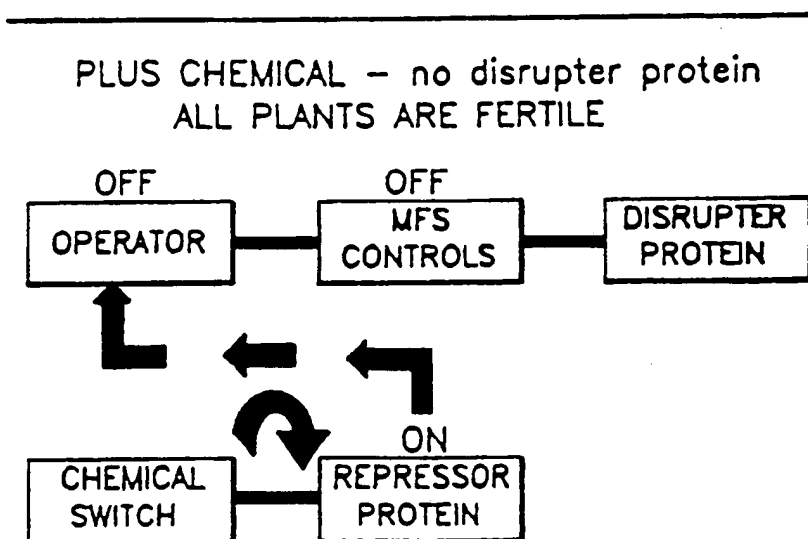 PLUS CHEMICAL – no disrupter protein
ALL PLANTS ARE FERTILE
OFF
OFF
OPERATOR
MFS
CONTROLS
DISRUPTER
PROTEIN
ON
CHEMICAL
SWITCH
REPRESSOR
PROTEIN